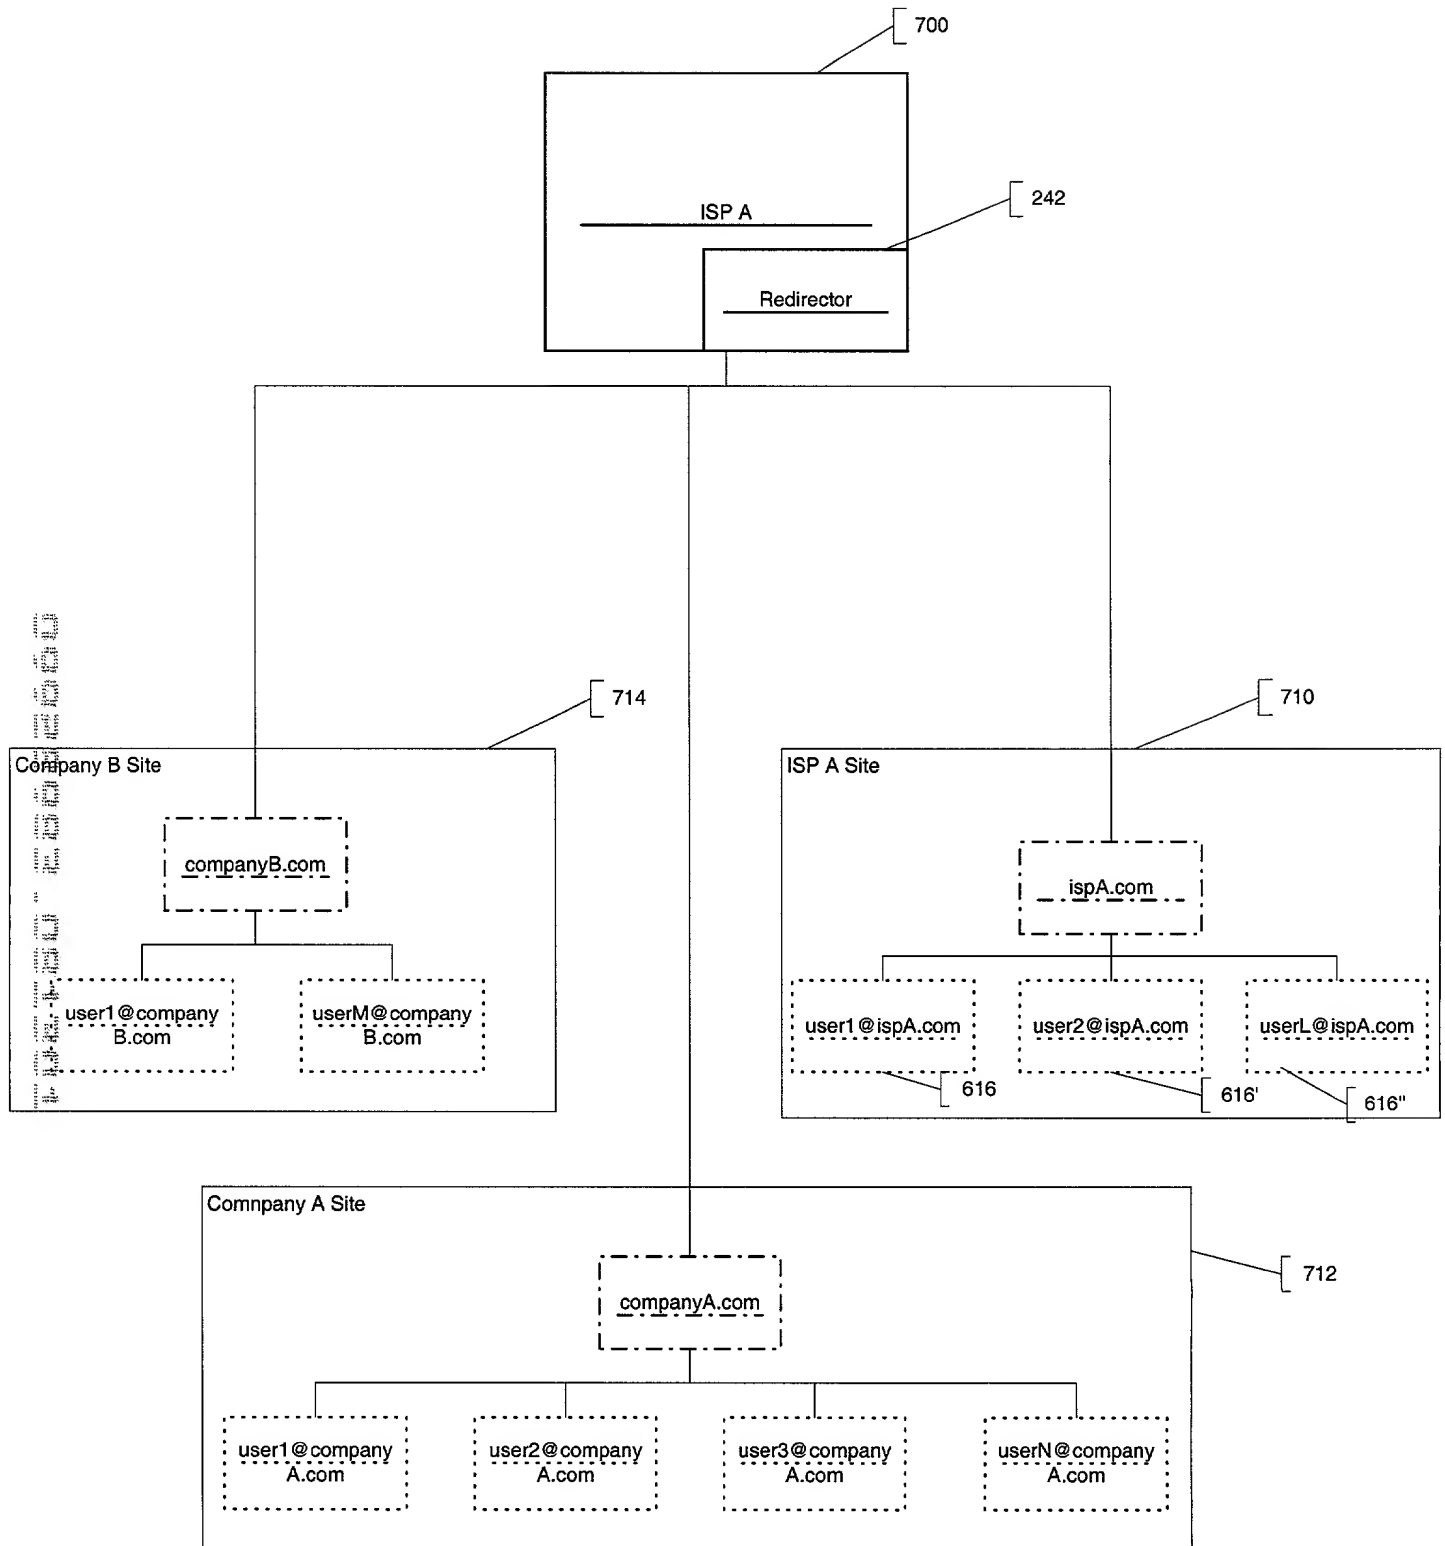 700
ISP A
242
Redirector
714
710
Company B Site
ISP A Site
companyB.com
ispA.com
user1@company
B.com
userM@company
B.com
user1@ispA.com
user2@ispA.com
userL@ispA.com
616
616'
616"
Comnpany A Site
712
companyA.com
user1@company
A.com
user2@company
A.com
user3@company
A.com
userN@company
A.com